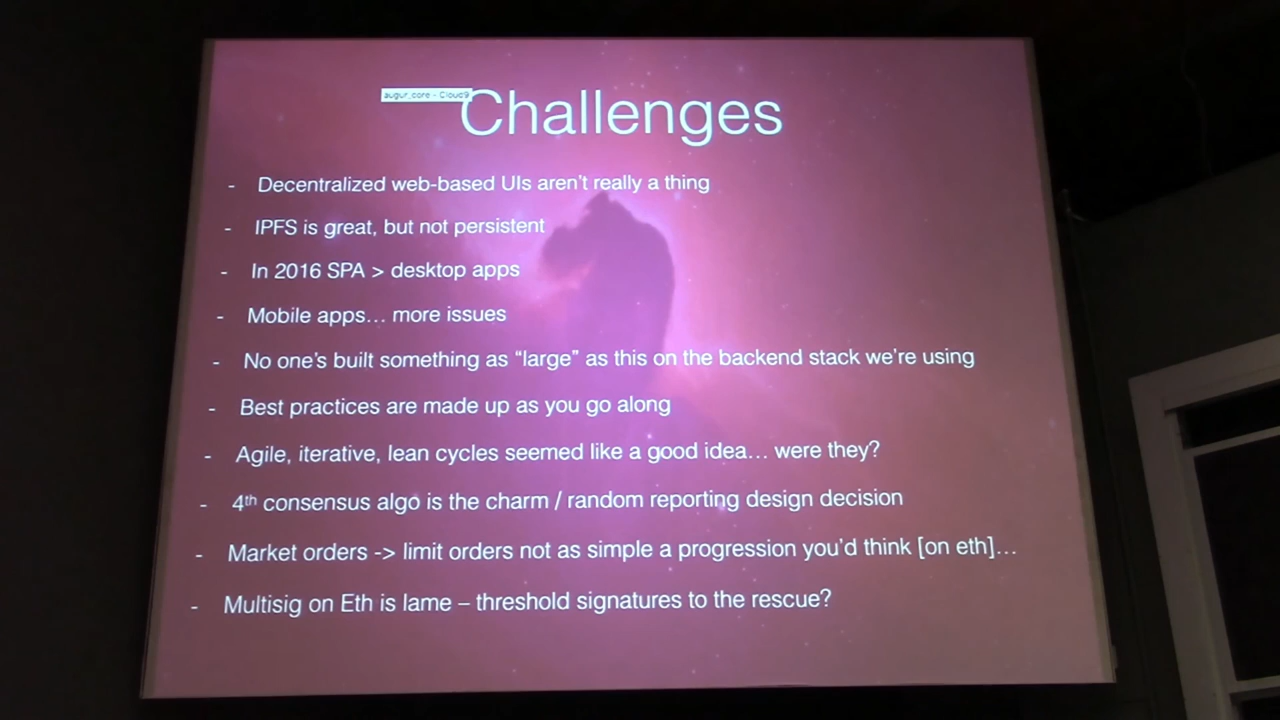 augur_core - Cloud9
Challenges
- Decentralized web-based UIs aren't really a thing
- IPFS is great, but not persistent
- In 2016 SPA > desktop apps
- Mobile apps… more issues
- No one's built something as “large” as this on the backend stack we're using
- Best practices are made up as you go along
- Agile, iterative, lean cycles seemed like a good idea… were they?
- 4th consensus algo is the charm / random reporting design decision
- Market orders -> limit orders not as simple a progression you'd think [on eth]…
- Multisig on Eth is lame – threshold signatures to the rescue?